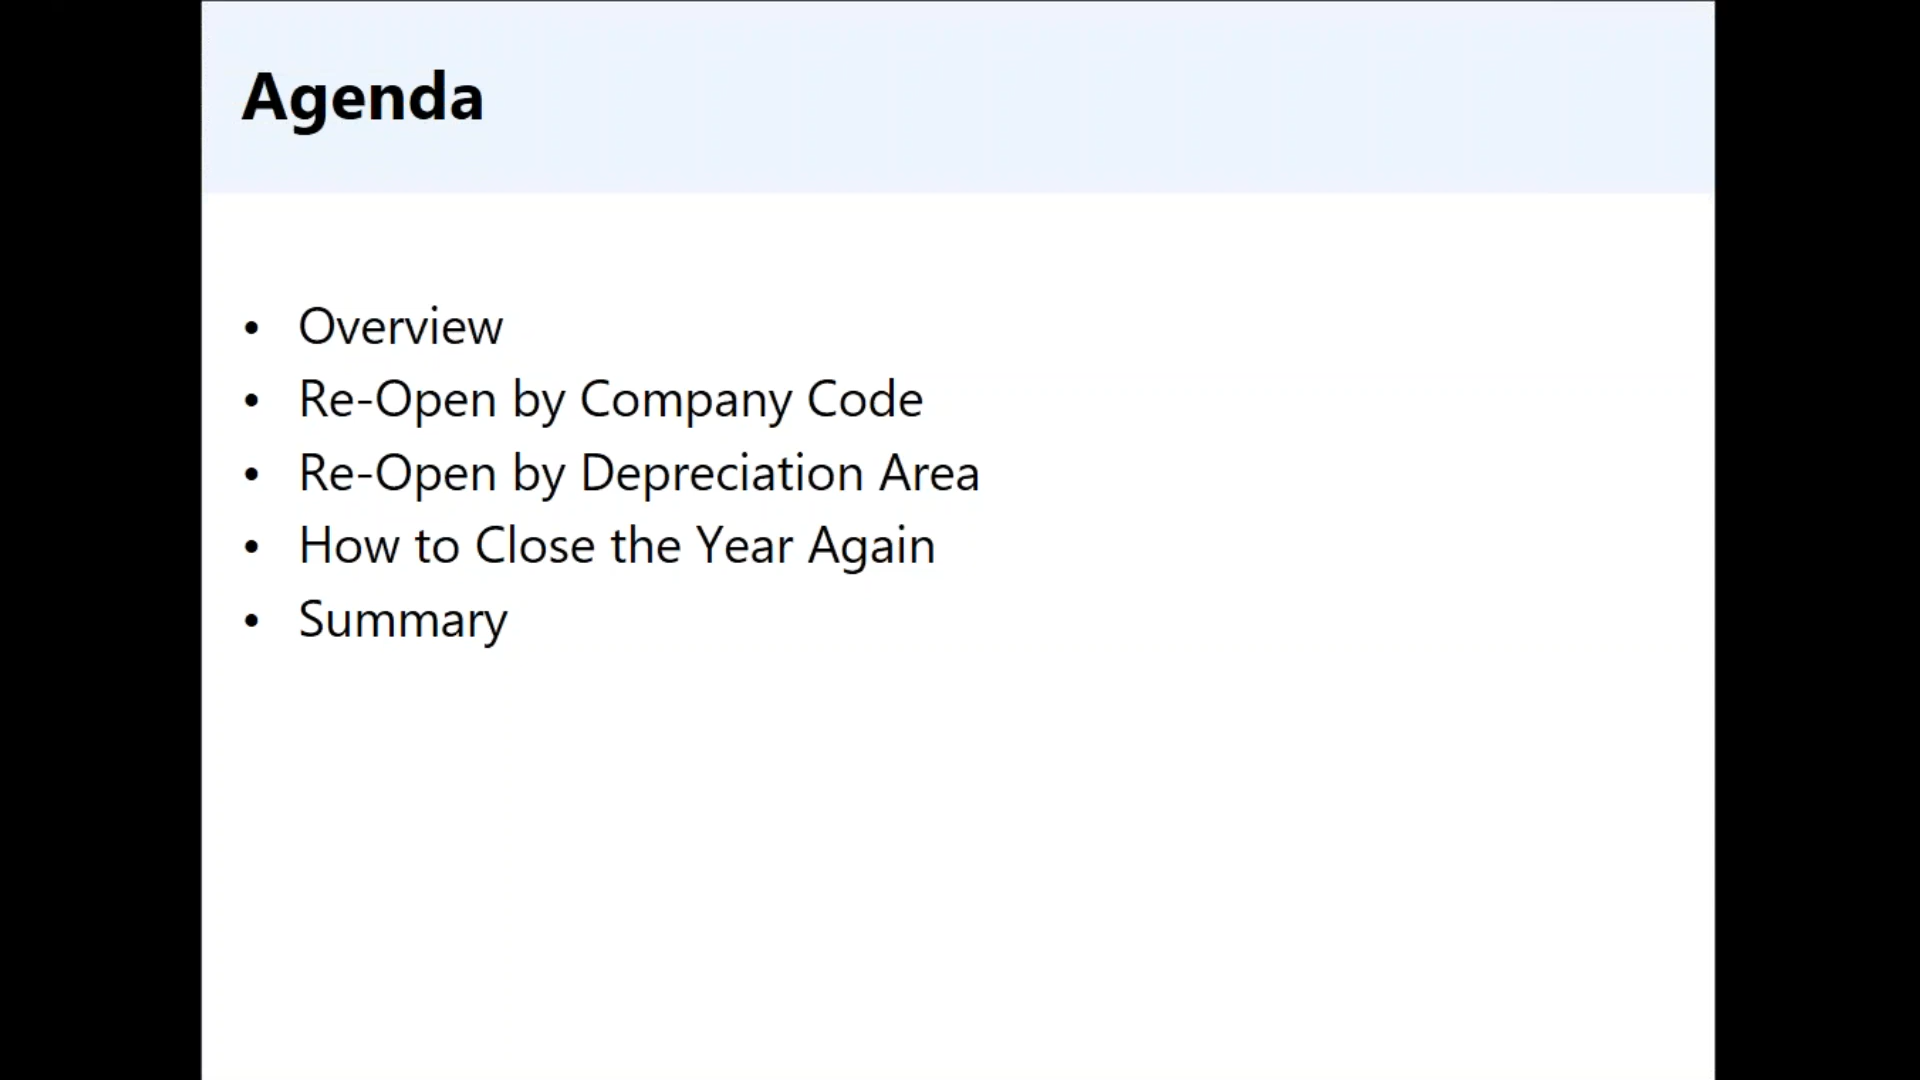 Agenda
• Overview
• Re-Open by Company Code
• Re-Open by Depreciation Area
• How to Close the Year Again
• Summary